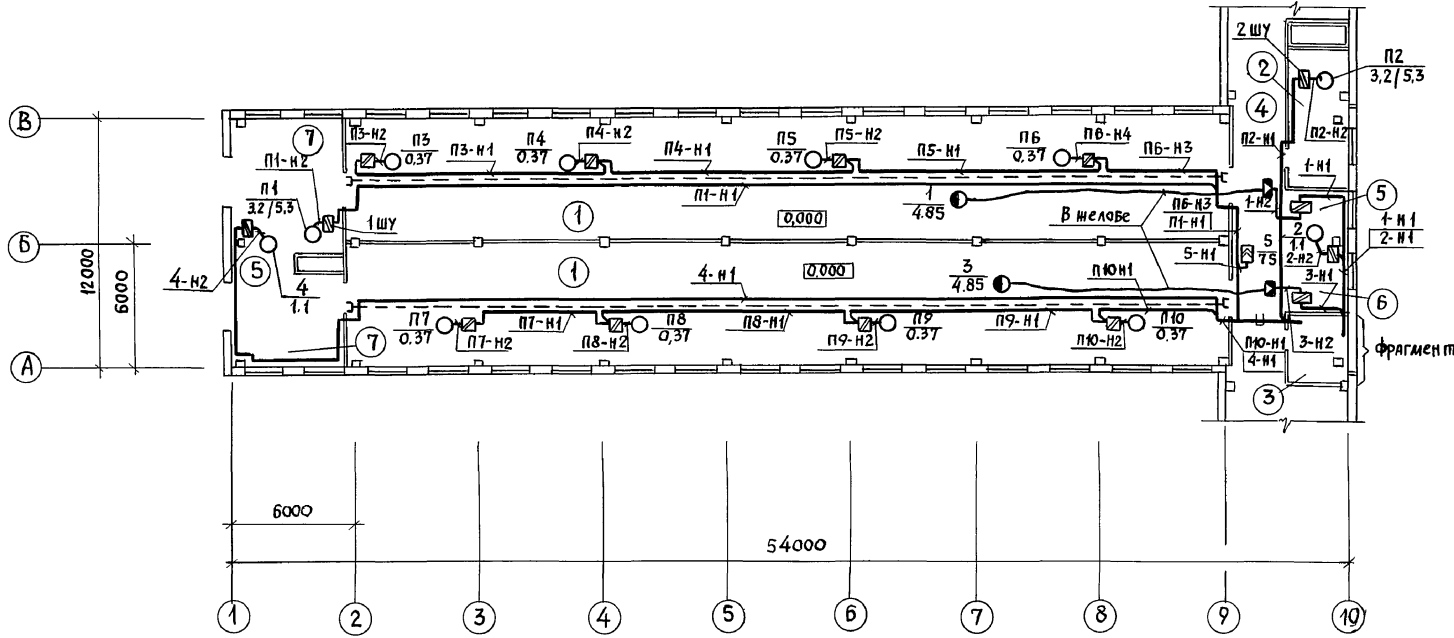 2 ШУ
П2
3,2/5,3
2
4
П2-Н1
П2-Н2
1-Н1
В
7
П3-Н2
П3
0,37
П3-Н1
П4
0.37
П4-Н2
П4-Н1
П5
0.37
П5-Н2
П5-Н1
П6
0.37
П6-Н4
П6-Н3
П1-Н2
П1
3,2/5,3
1ШУ
П1-Н1
1
4.85
В желобе
П6-Н3
П1-Н1
1-Н2
5
1-Н1
2-Н1
1
0,000
12000
6000
Б
5
4-Н2
4
1.1
1
0,000
4-Н1
3
4.85
П10Н1
5-Н1
5
75
2
1.1
2-Н2
3-Н1
6
7
П7
0,37
П7-Н1
П7-Н2
П8
0,37
П8-Н1
П8-Н2
П9
0.37
П9-Н1
П9-Н2
П10
0.37
П10-Н2
П10-Н1
4-Н1
3-Н2
фрагмент
А
3
6000
54000
1
2
3
4
5
6
7
8
9
10